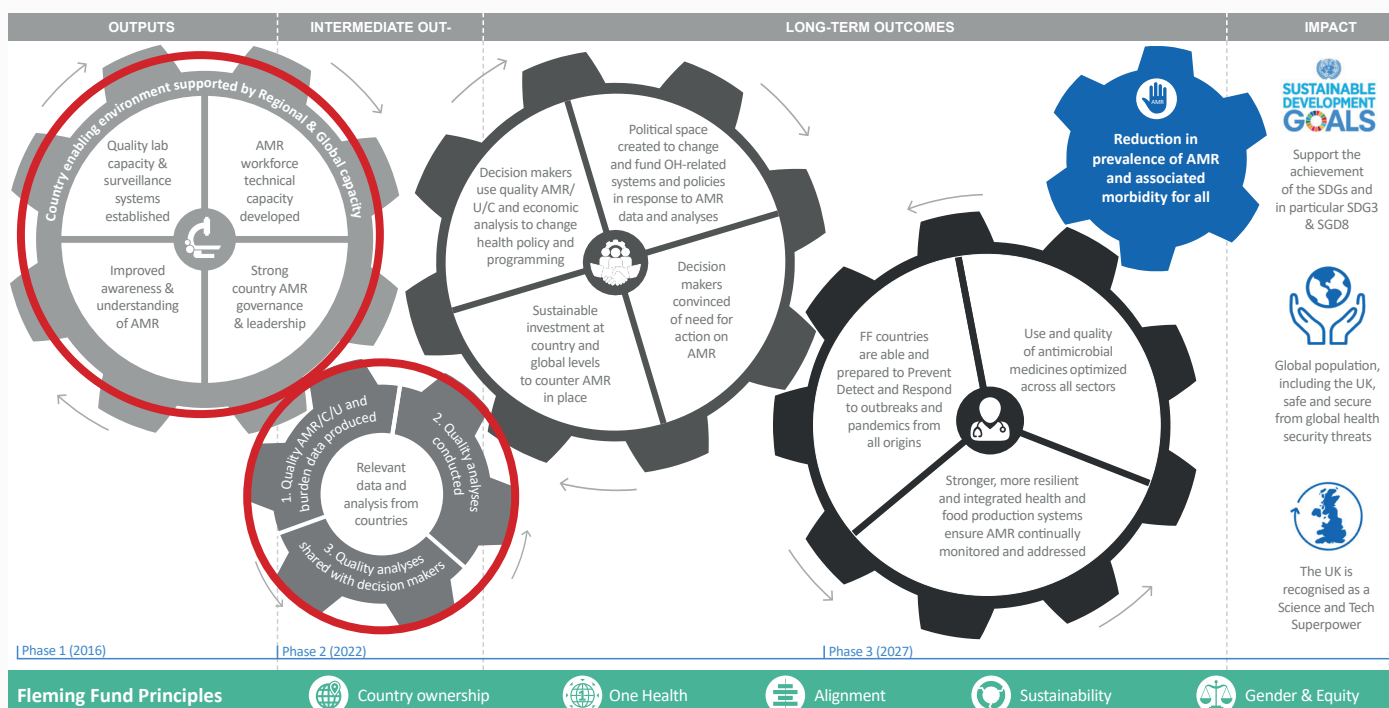 OUTPUTS
INTERMEDIATE OUT-
LONG-TERM OUTCOMES
IMPACT
Country enabling environment supported by Regional & Global capacity
Quality lab
capacity &
surveillance
systems
established
AMR
workforce
technical
capacity
developed
Improved
awareness &
understanding
of AMR
Strong
country AMR
governance
& leadership
1. Quality AMR/C/U and
burden data produced
2. Quality analyses
conducted
3. Quality analyses
shared with decision makers
Relevant
data and
analysis from
countries
Decision makers
use quality AMR/
U/C and economic
analysis to change
health policy and
programming
Political space
created to change
and fund OH-related
systems and policies
in response to AMR
data and analyses
Sustainable
investment at
country and
global levels
to counter AMR
in place
Decision
makers
convinced
of need for
action on
AMR
FF countries
are able and
prepared to Prevent
Detect and Respond
to outbreaks and
pandemics from
all origins
Use and quality
of antimicrobial
medicines optimized
across all sectors
Stronger, more resilient
and integrated health and
food production systems
ensure AMR continually
monitored and addressed
AMR
Reduction in
prevalence of AMR
and associated
morbidity for all
SUSTAINABLE
DEVELOPMENT
GOALS
Support the
achievement
of the SDGs and
in particular SDG3
& SGD8
Global population,
including the UK,
safe and secure
from global health
security threats
The UK is
recognised as a
Science and Tech
Superpower
Phase 1 (2016)
Phase 2 (2022)
Phase 3 (2027)
Fleming Fund Principles
Country ownership
One Health
Alignment
Sustainability
Gender & Equity